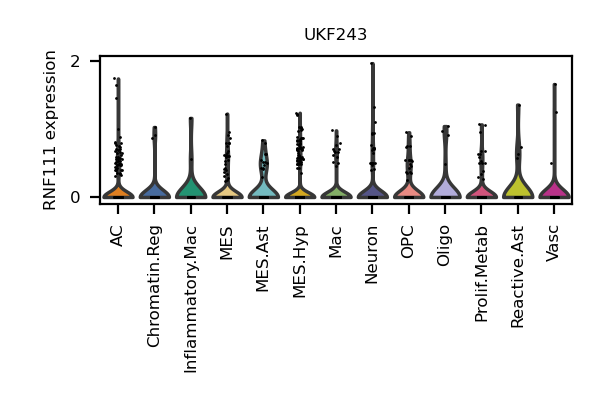 UKF243
RNF111 expression
2
0
AC
Chromatin.Reg
Inflammatory.Mac
MES
MES.Ast
MES.Hyp
Mac
Neuron
OPC
Oligo
Prolif.Metab
Reactive.Ast
Vasc